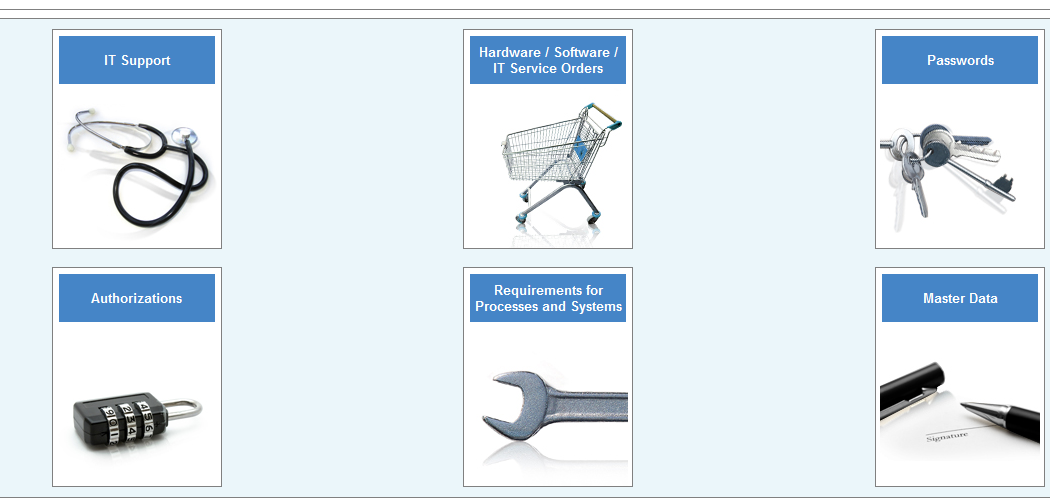 IT Support
Hardware / Software /
IT Service Orders
Passwords
Authorizations
Requirements for
Processes and Systems
Master Data
Signature